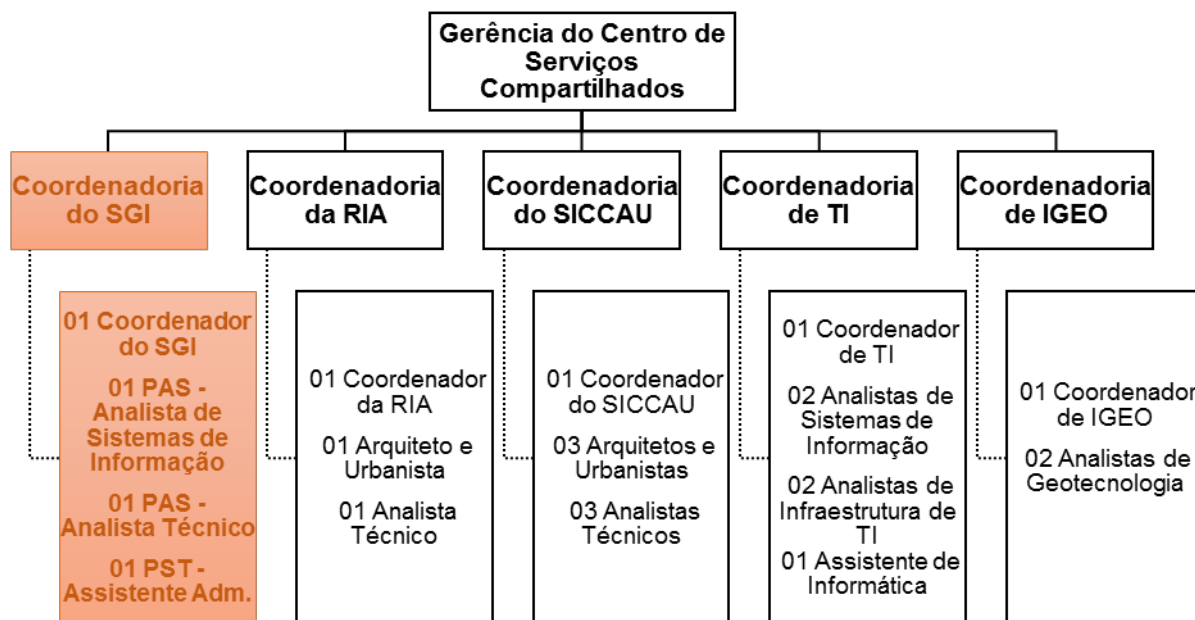 Gerência do Centro de
Serviços
Compartilhados
Coordenadoria
do SGI
Coordenadoria
da RIA
Coordenadoria
do SICCAU
Coordenadoria
de TI
Coordenadoria
de IGEO
01 Coordenador
do SGI
01 PAS -
Analista de
Sistemas de
Informação
01 PAS -
Analista Técnico
01 PST -
Assistente Adm.
01 Coordenador
da RIA
01 Arquiteto e
Urbanista
01 Analista
Técnico
01 Coordenador
do SICCAU
03 Arquitetos e
Urbanistas
03 Analistas
Técnicos
01 Coordenador
de TI
02 Analistas de
Sistemas de
Informação
02 Analistas de
Infraestrutura de
TI
01 Assistente de
Informática
01 Coordenador
de IGEO
02 Analistas de
Geotecnologia